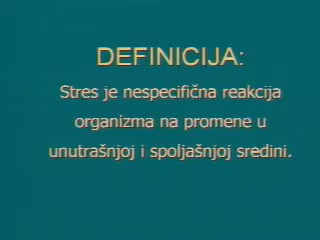 DEFINICIJA:
Stres je nespecifična reakcija
organizma na promene u
unutrašnjoj i spoljašnjoj sredini.